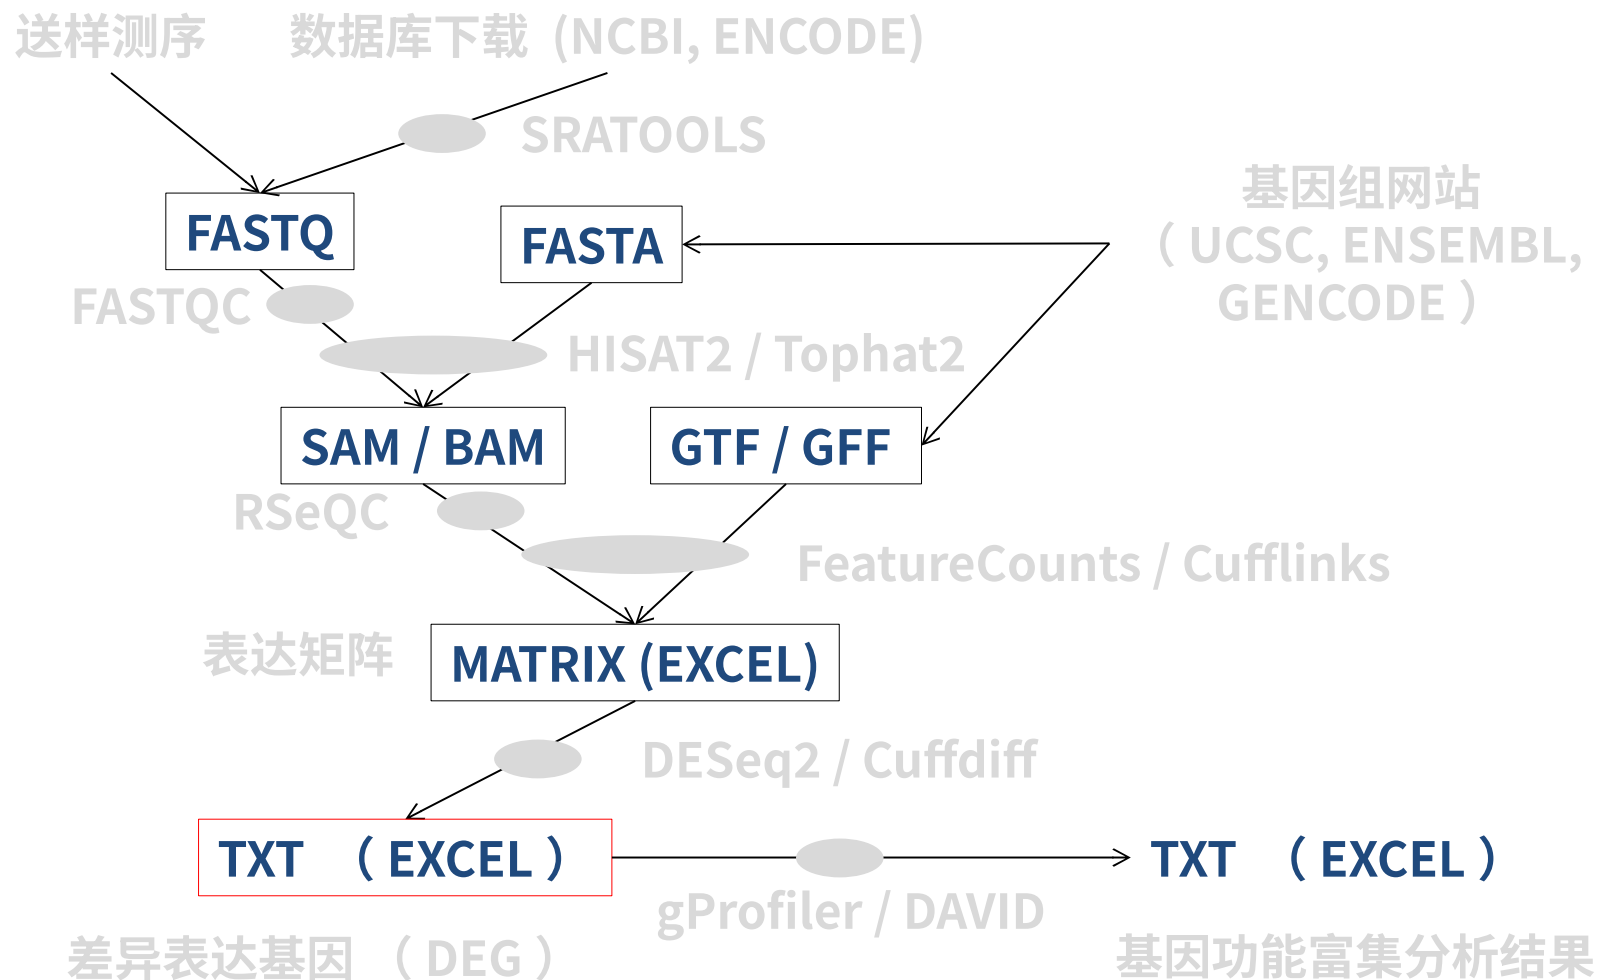 送样测序
数据库下载 (NCBI, ENCODE)
SRATOOLS
基因组网站
（ UCSC, ENSEMBL,
GENCODE ）
FASTQ
FASTA
FASTQC
HISAT2 / Tophat2
SAM / BAM
GTF / GFF
RSeQC
FeatureCounts / Cufflinks
表达矩阵
MATRIX (EXCEL)
DESeq2 / Cuffdiff
TXT （ EXCEL ）
TXT （ EXCEL ）
gProfiler / DAVID
差异表达基因 （ DEG ）
基因功能富集分析结果